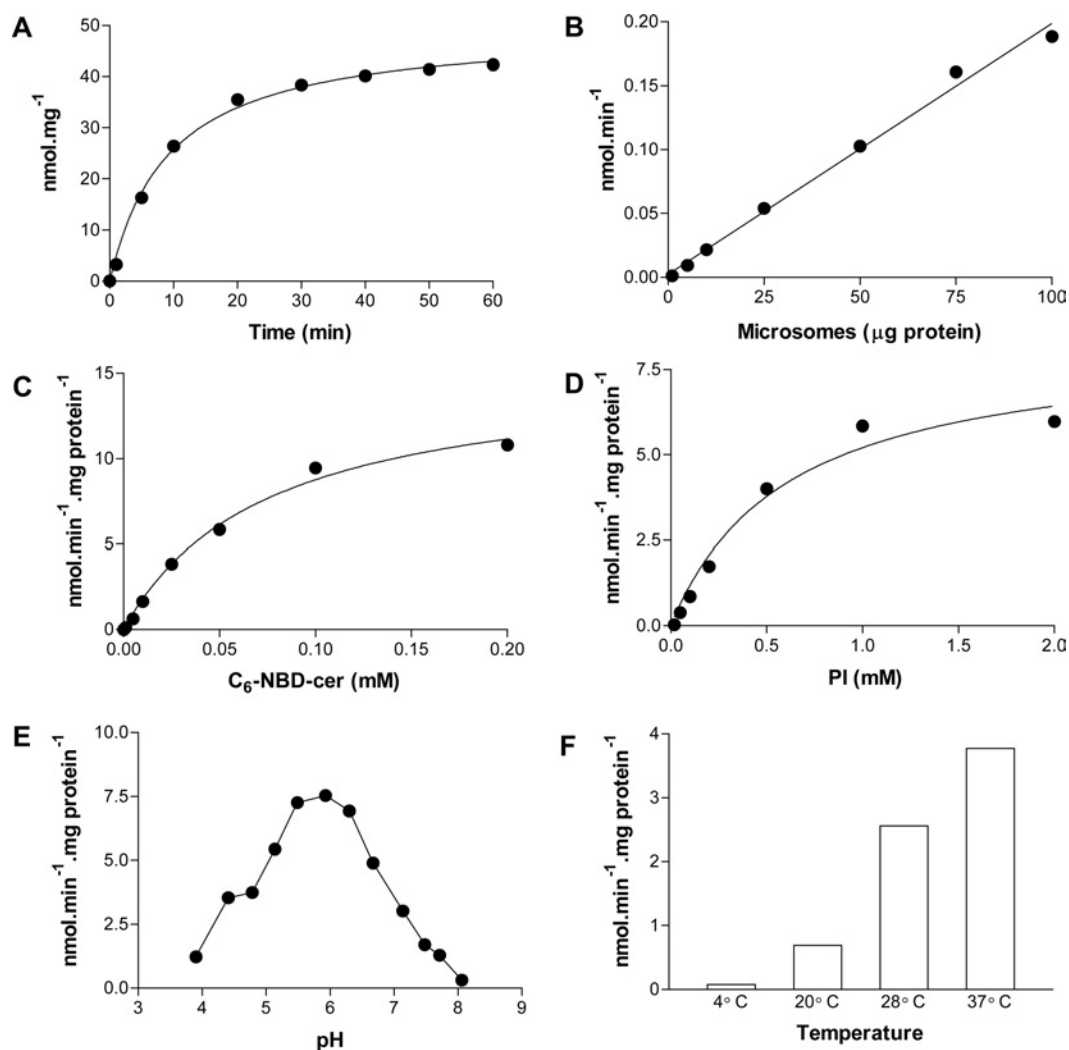 A
nmol.mg⁻¹
50
40
30
20
10
0
0 10 20 30 40 50 60
Time (min)
B
nmol.min⁻¹
0.20
0.15
0.10
0.05
0.00
0 25 50 75 100
Microsomes (μg protein)
C
nmol.min⁻¹.mg protein⁻¹
15
10
5
0
0.00 0.05 0.10 0.15 0.20
C₆-NBD-cer (mM)
D
nmol.min⁻¹.mg protein⁻¹
7.5
5.0
2.5
0.0
0.0 0.5 1.0 1.5 2.0
PI (mM)
E
nmol.min⁻¹.mg protein⁻¹
10.0
7.5
5.0
2.5
0.0
3 4 5 6 7 8 9
pH
F
nmol.min⁻¹.mg protein⁻¹
4
3
2
1
0
4° C 20° C 28° C 37° C
Temperature